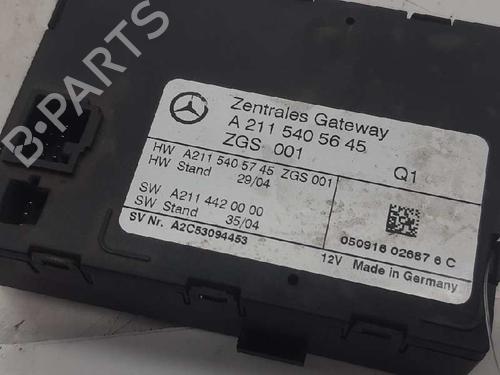 B-PARTS
Zentrales Gateway
A 211 540 56 45
ZGS 001
Q1
HW A211 540 57 45 ZGS 001
HW Stand 29/04
SW A211 442 00 00
SW Stand 35/04
SV Nr. A2C53094453
050916 02687 6 C
12V Made in Germany